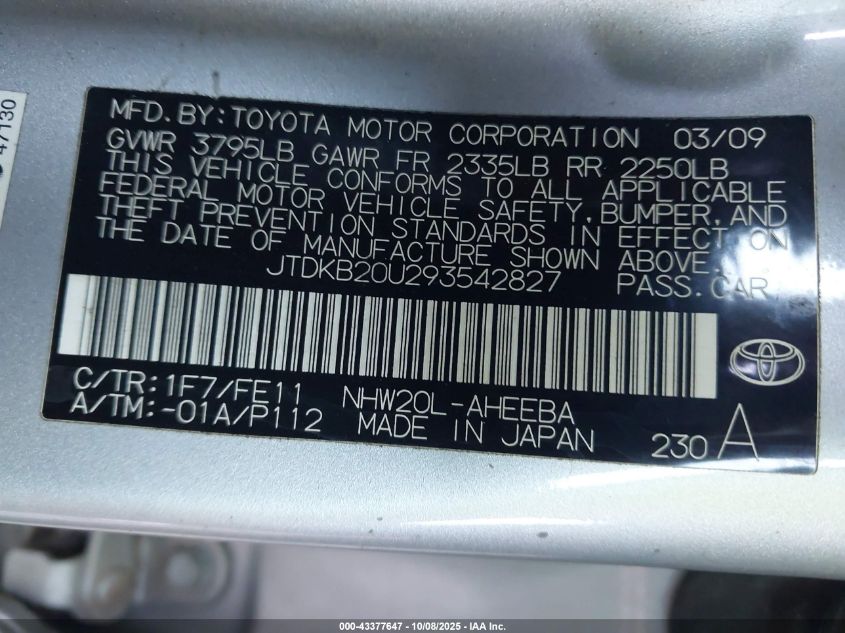 47130
MFD. BY: TOYOTA MOTOR CORPORATION 03/09
GVWR 3795LB GAWR FR 2335LB RR 2250LB
THIS VEHICLE CONFORMS TO ALL APPLICABLE
FEDERAL MOTOR VEHICLE SAFETY, BUMPER, AND
THEFT PREVENTION STANDARDS IN EFFECT ON
THE DATE OF MANUFACTURE SHOWN ABOVE.
JTDKB20U293542827 PASS. CAR
C/TR: 1F7/FE11 NHW20L-AHEEBA
A/TM: -01A/P112 MADE IN JAPAN 230 A
000-43377647 - 10/08/2025 - IAA Inc.